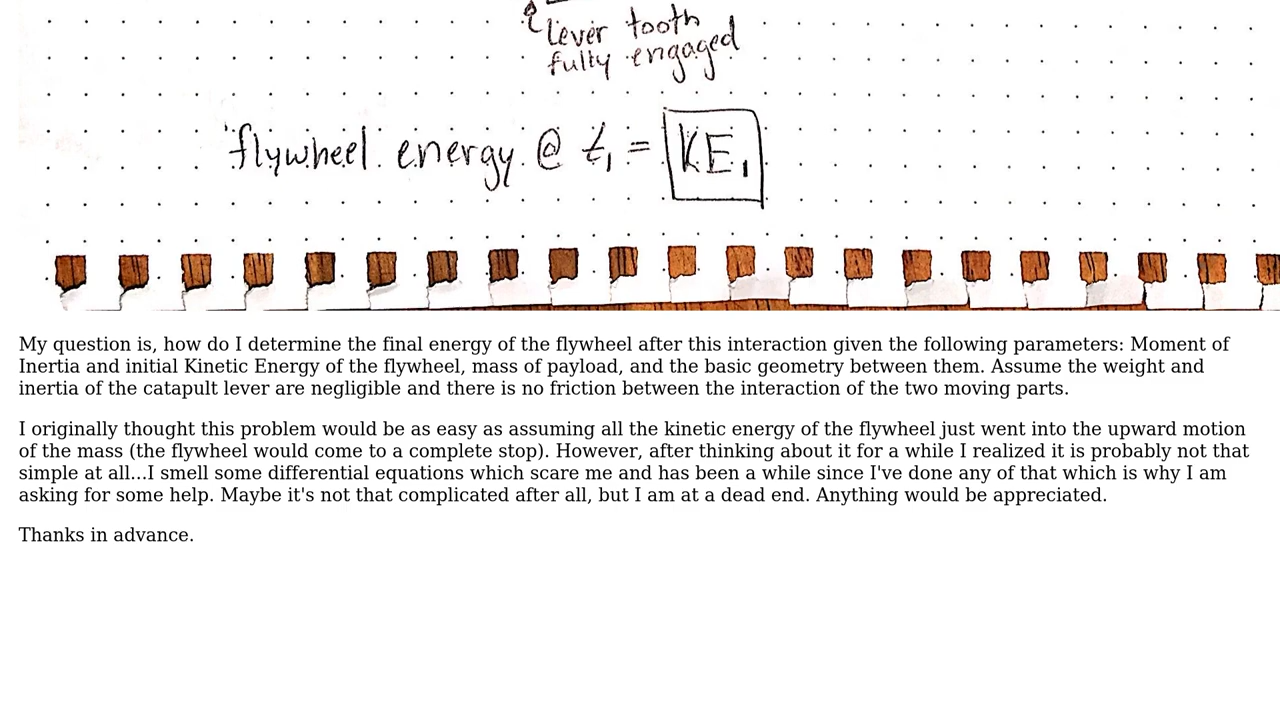 lever tooth
fully engaged
flywheel energy @ t₁ = KE₁
My question is, how do I determine the final energy of the flywheel after this interaction given the following parameters: Moment of
Inertia and initial Kinetic Energy of the flywheel, mass of payload, and the basic geometry between them. Assume the weight and
inertia of the catapult lever are negligible and there is no friction between the interaction of the two moving parts.
I originally thought this problem would be as easy as assuming all the kinetic energy of the flywheel just went into the upward motion
of the mass (the flywheel would come to a complete stop). However, after thinking about it for a while I realized it is probably not that
simple at all...I smell some differential equations which scare me and has been a while since I've done any of that which is why I am
asking for some help. Maybe it's not that complicated after all, but I am at a dead end. Anything would be appreciated.
Thanks in advance.